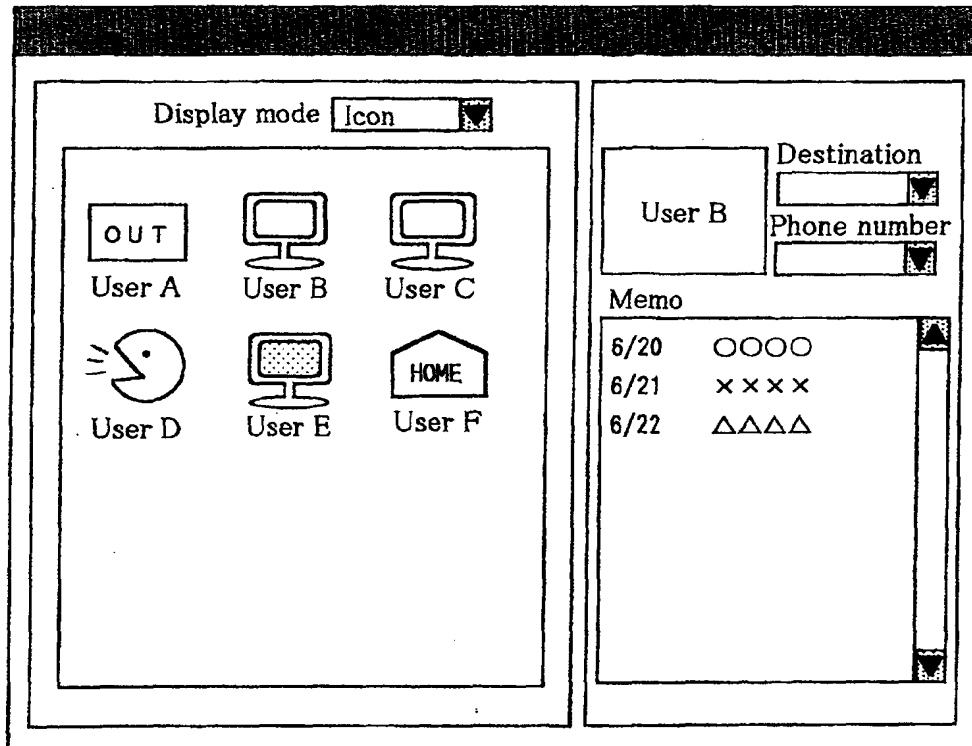 Display mode Icon
OUT
User A
User B
User C
User D
User E
HOME
User F
User B
Destination
Phone number
Memo
6/20 ○○○○
6/21 ××××
6/22 △△△△